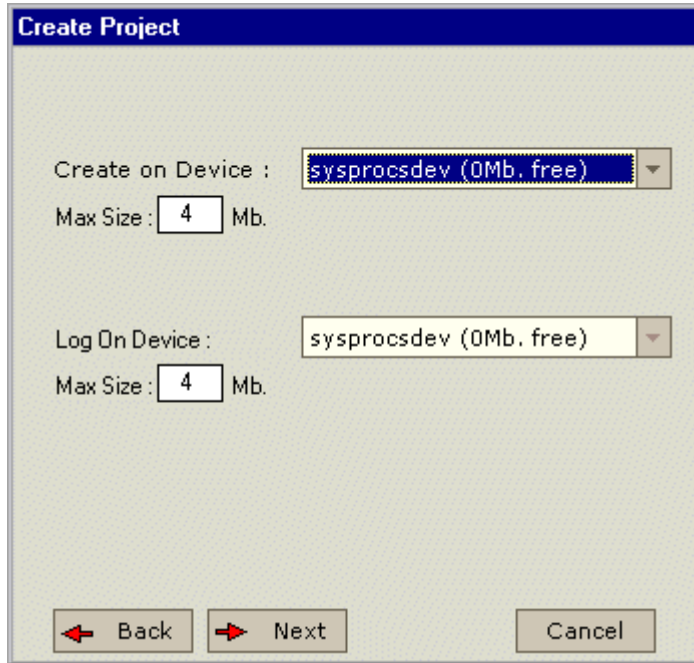 Create Project
Create on Device : sysprocsdev (0Mb. free)
Max Size : 4 Mb.
Log On Device : sysprocsdev (0Mb. free)
Max Size : 4 Mb.
Back Next Cancel